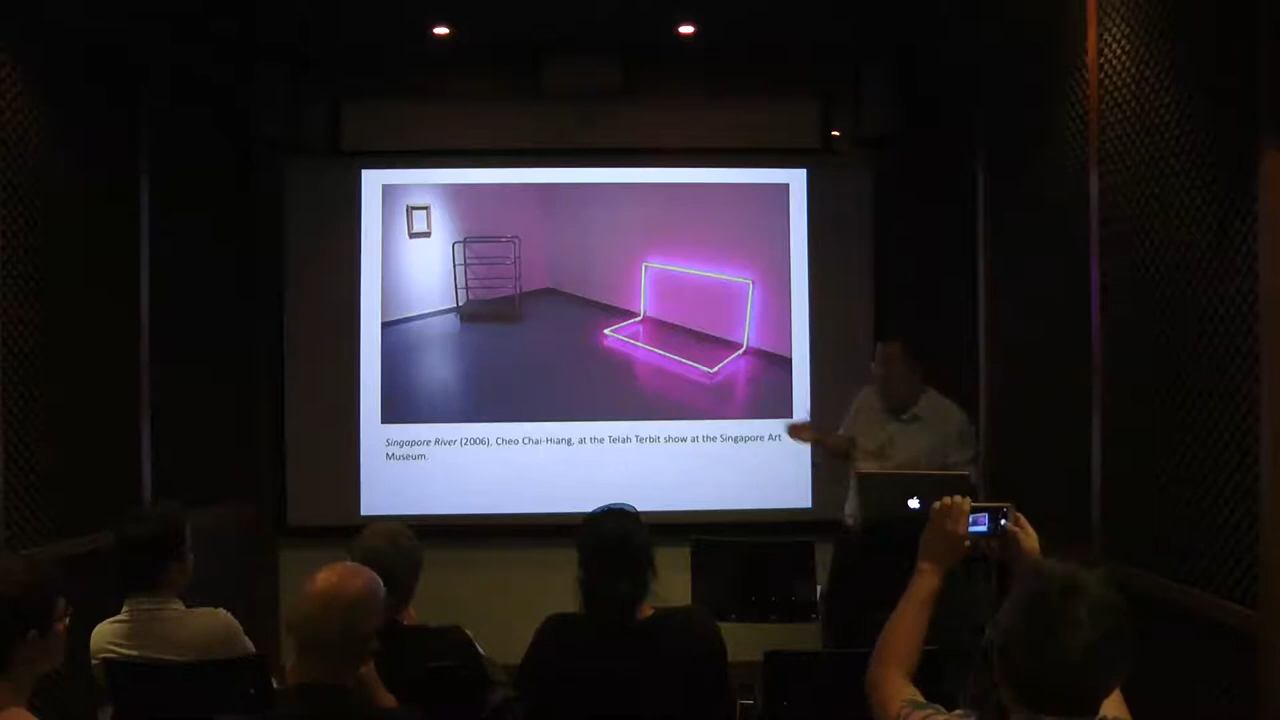 Singapore River (2006), Cheo Chai-Hiang, at the Telah Terbit show at the Singapore Art
Museum.